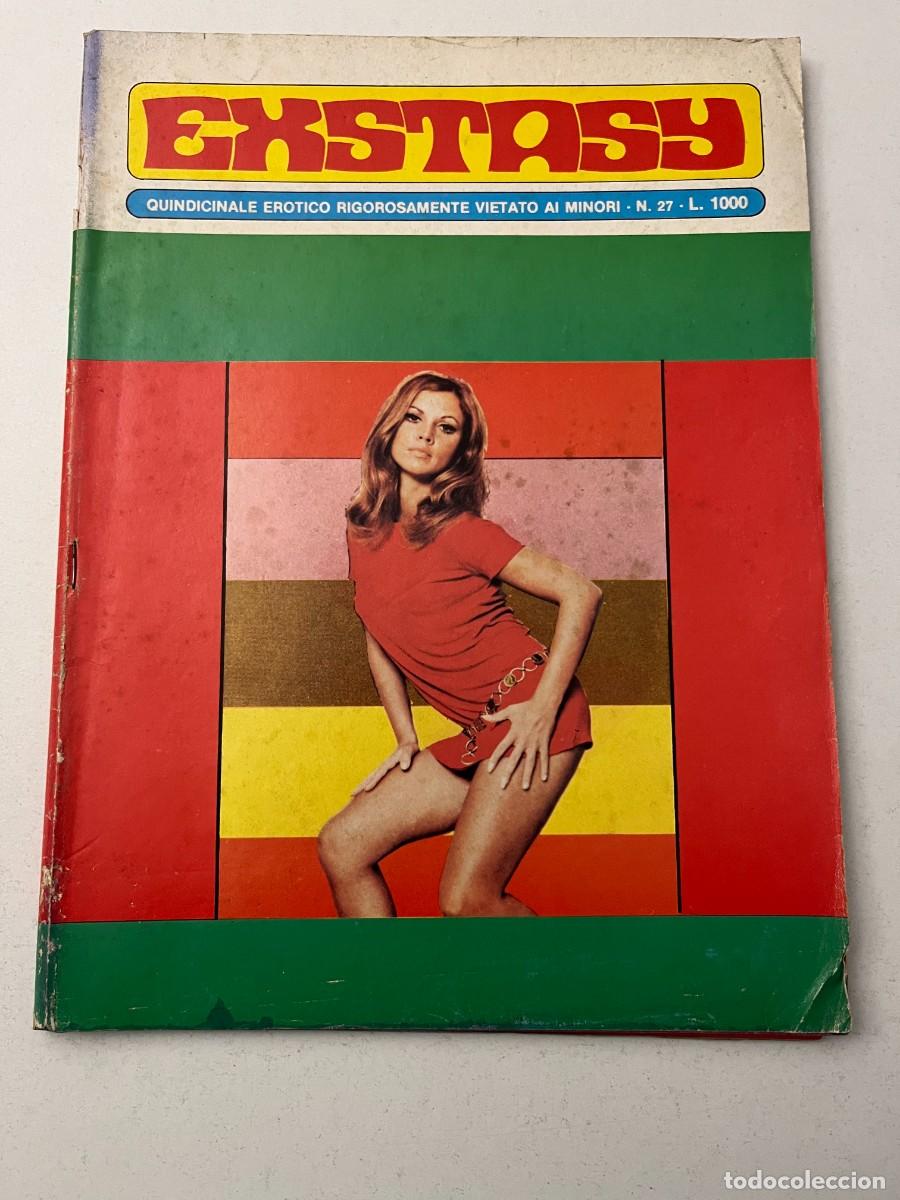 EXSTASY
QUINDICINALE EROTICO RIGOROSAMENTE VIETATO AI MINORI - N. 27 - L. 1000
todocoleccion